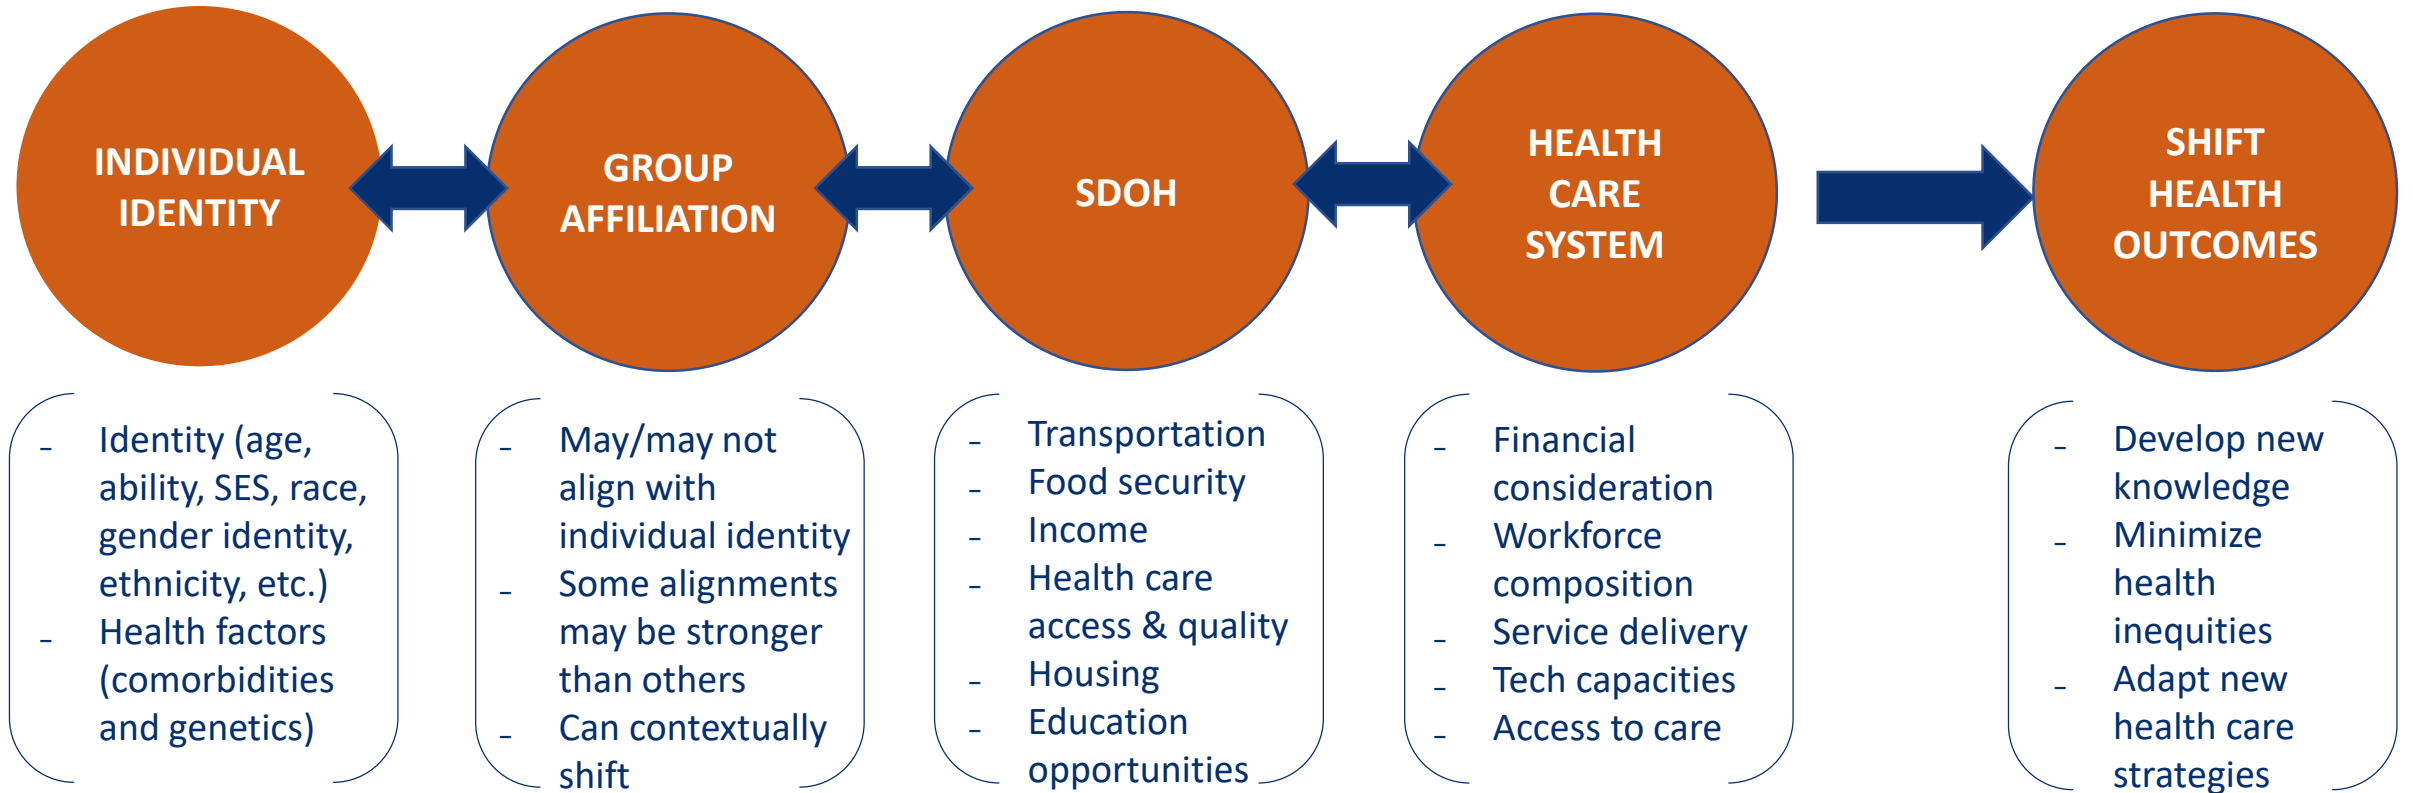 INDIVIDUAL
IDENTITY
GROUP
AFFILIATION
SDOH
HEALTH
CARE
SYSTEM
SHIFT
HEALTH
OUTCOMES
- Identity (age,
ability, SES, race,
gender identity,
ethnicity, etc.)
- Health factors
(comorbidities
and genetics)
- May/may not
align with
individual identity
- Some alignments
may be stronger
than others
- Can contextually
shift
- Transportation
- Food security
- Income
- Health care
access & quality
- Housing
- Education
opportunities
- Financial
consideration
- Workforce
composition
- Service delivery
- Tech capacities
- Access to care
- Develop new
knowledge
- Minimize
health
inequities
- Adapt new
health care
strategies